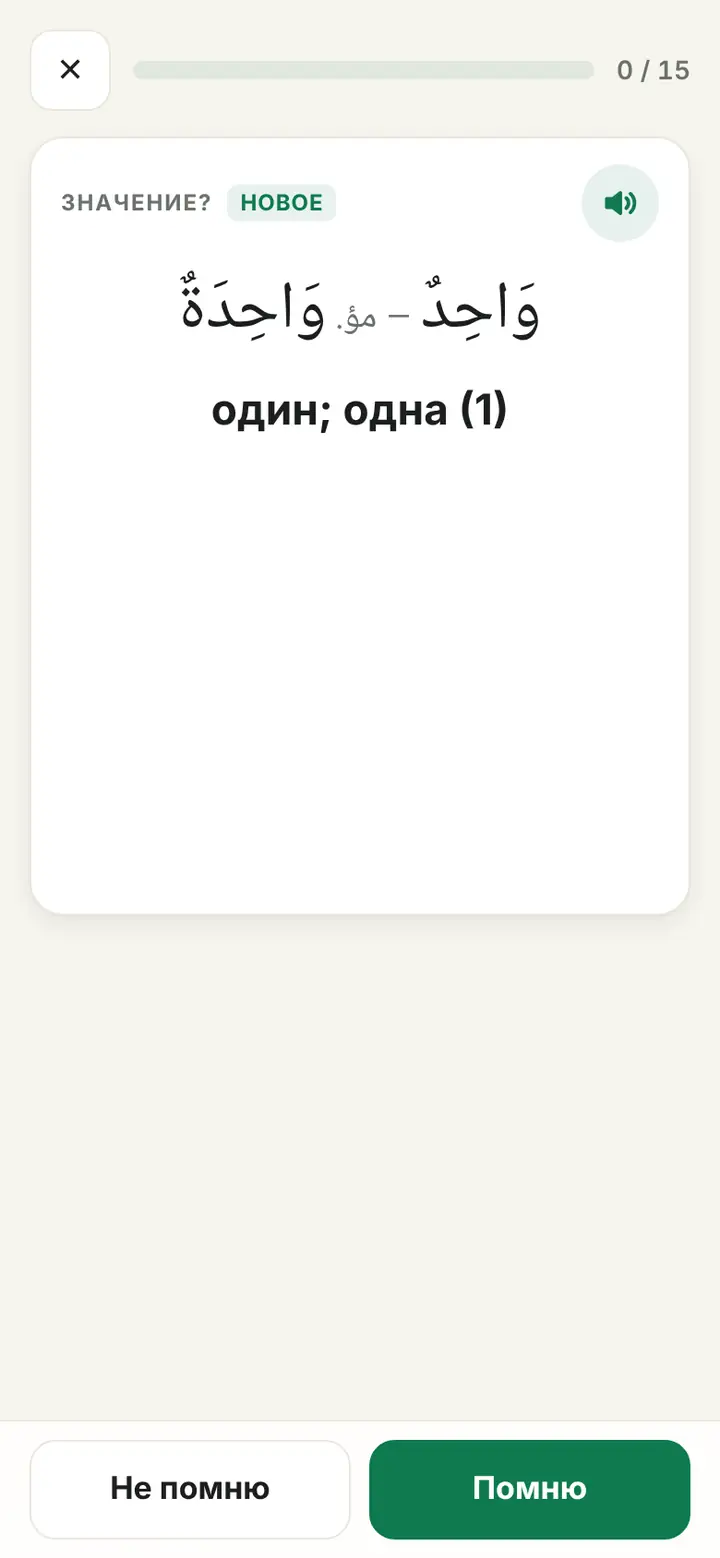 0 / 15
ЗНАЧЕНИЕ? НОВОЕ
وَاحِدٌ – مؤ. وَاحِدَةٌ
один; одна (1)
Не помню
Помню